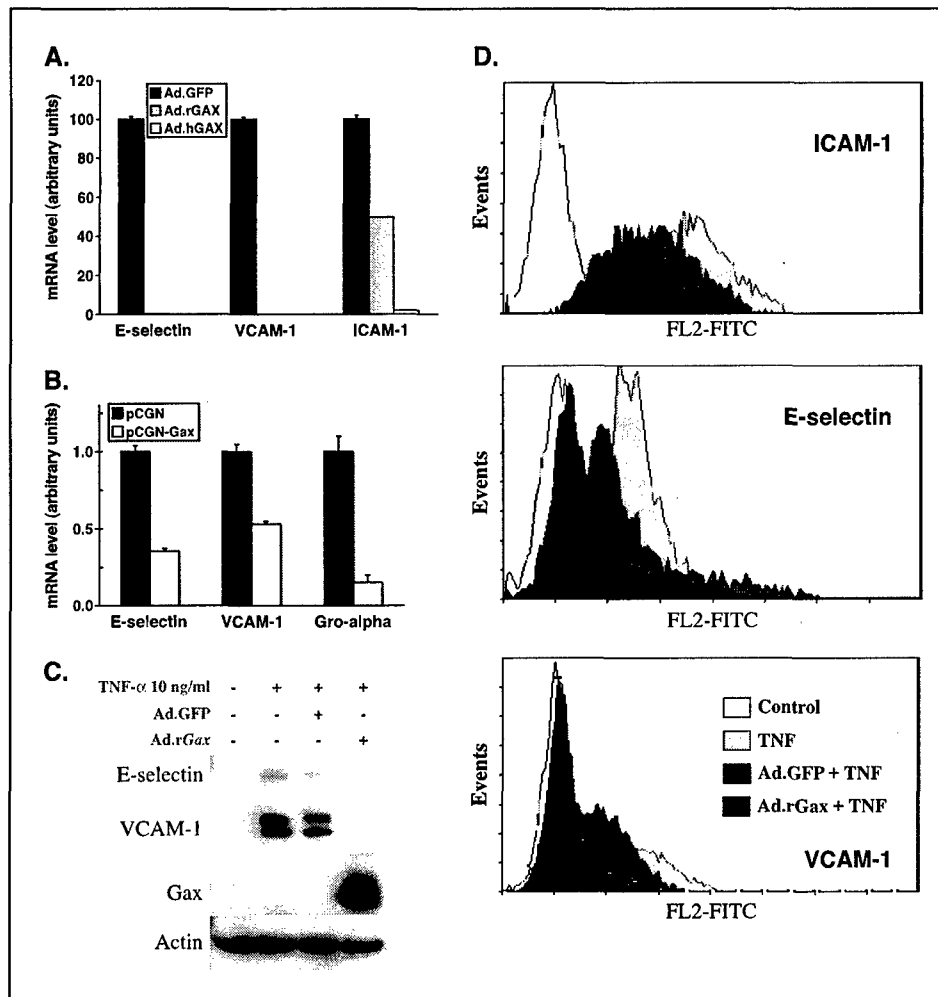 A.
mRNA level (arbitrary units)
120
100
80
60
40
20
0
Ad.GFP
Ad.rGAX
Ad.hGAX
E-selectin VCAM-1 ICAM-1
B.
mRNA level (arbitrary units)
1.0
0.5
0.0
pCGN
pCGN-Gax
E-selectin VCAM-1 Gro-alpha
C.
TNF-α 10 ng/ml - + + +
Ad.GFP - - + -
Ad.rGax - - - +
E-selectin
VCAM-1
Gax
Actin
D.
ICAM-1
Events
FL2-FITC
E-selectin
Events
FL2-FITC
Control
TNF
Ad.GFP + TNF
Ad.rGax + TNF
VCAM-1
Events
FL2-FITC